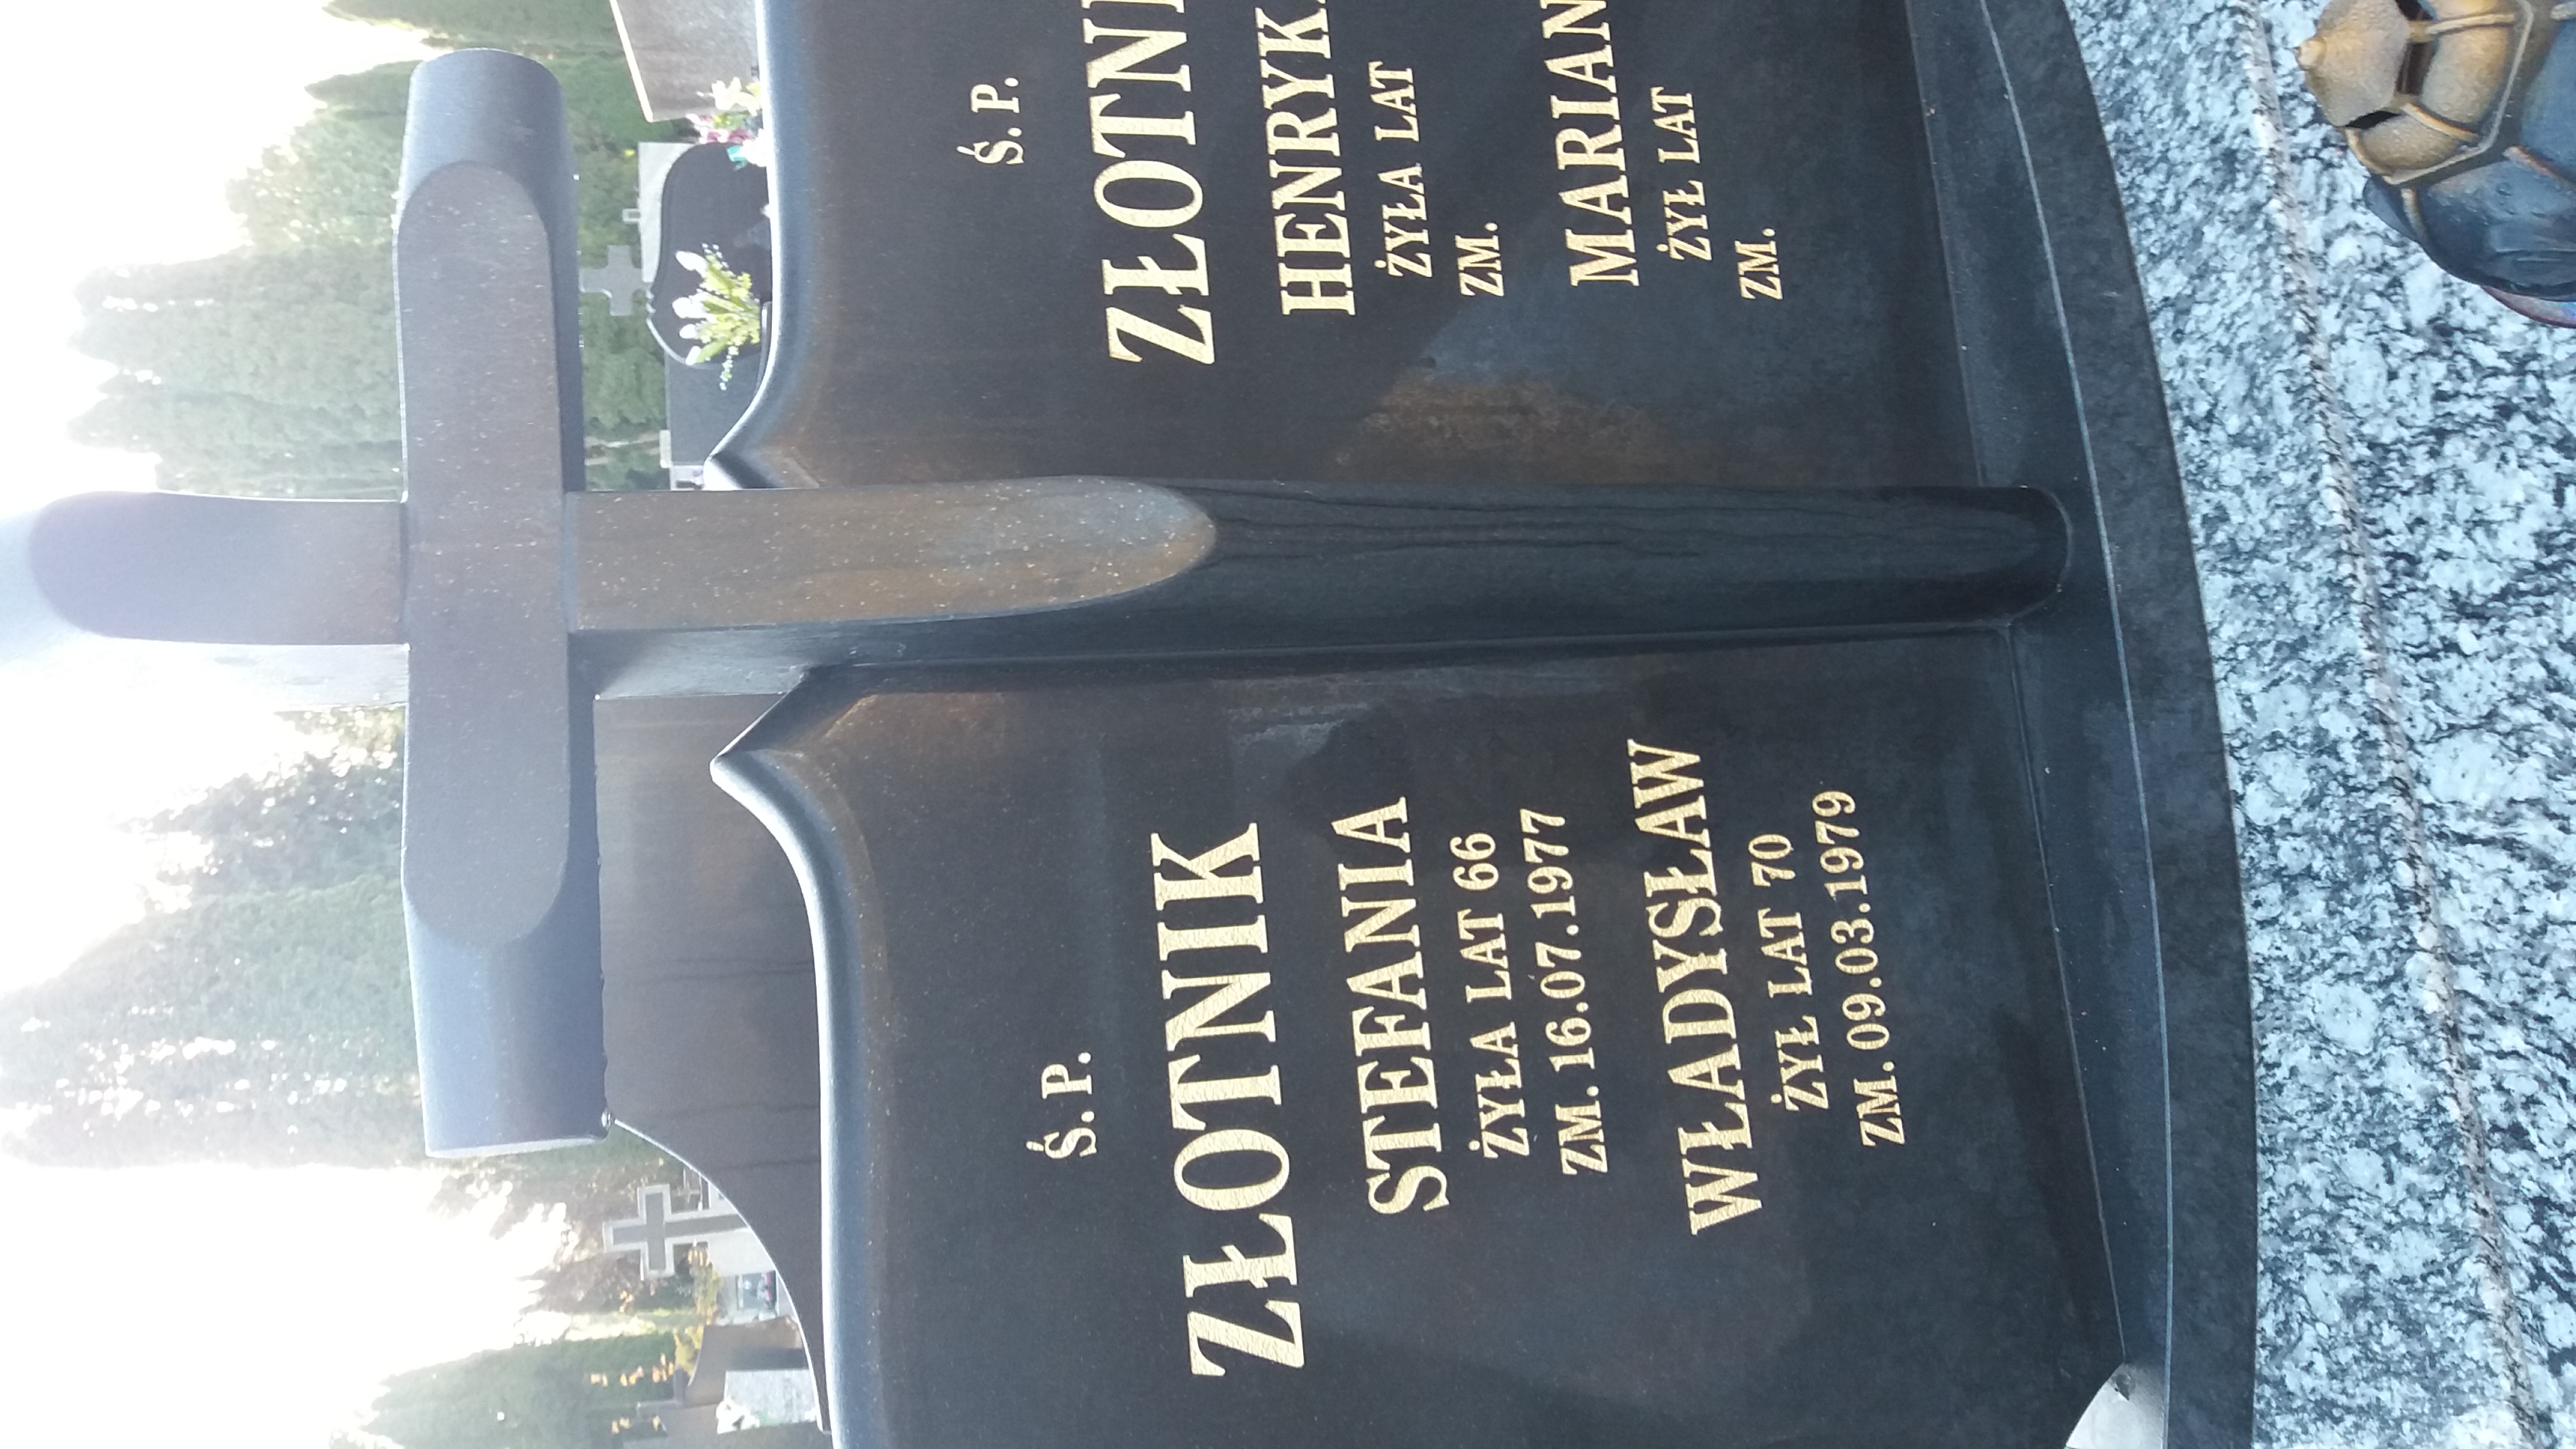 Ś. P.
ZŁOTNIK
STEFANIA
ŻYŁA LAT 66
ZM. 16.07.1977
WŁADYSŁAW
ŻYŁ LAT 70
ZM. 09.03.1979
Ś. P.
ZŁOTNI
HENRYKA
ŻYŁA LAT
ZM.
MARIAN
ŻYŁ LAT
ZM.